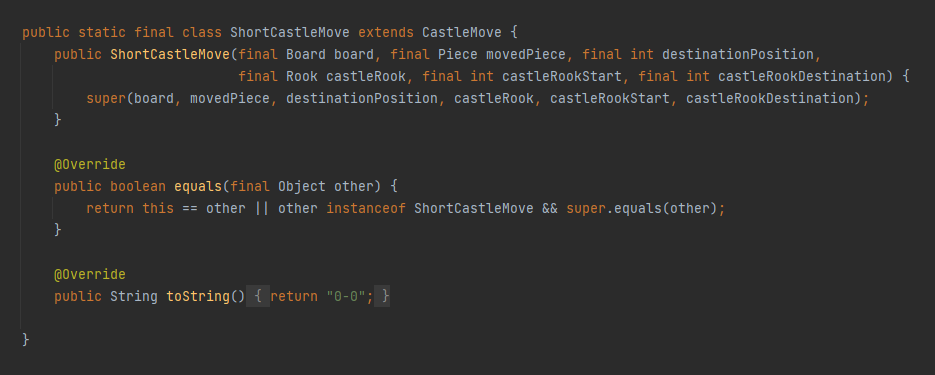 public static final class ShortCastleMove extends CastleMove {
    public ShortCastleMove(final Board board, final Piece movedPiece, final int destinationPosition,
                           final Rook castleRook, final int castleRookStart, final int castleRookDestination) {
        super(board, movedPiece, destinationPosition, castleRook, castleRookStart, castleRookDestination);
    }
    @Override
    public boolean equals(final Object other) {
        return this == other || other instanceof ShortCastleMove && super.equals(other);
    }
    @Override
    public String toString() { return "0-0"; }
}